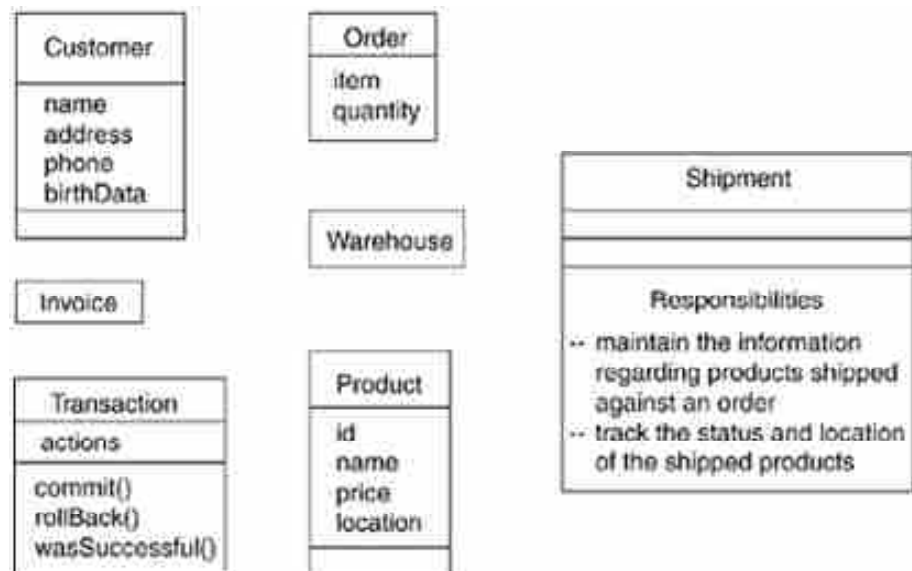 Customer
name
address
phone
birthData
Order
item
quantity
Warehouse
Invoice
Shipment
Responsibilities
-- maintain the information
regarding products shipped
against an order
-- track the status and location
of the shipped products
Transaction
actions
commit()
rollBack()
wasSuccessful()
Product
id
name
price
location